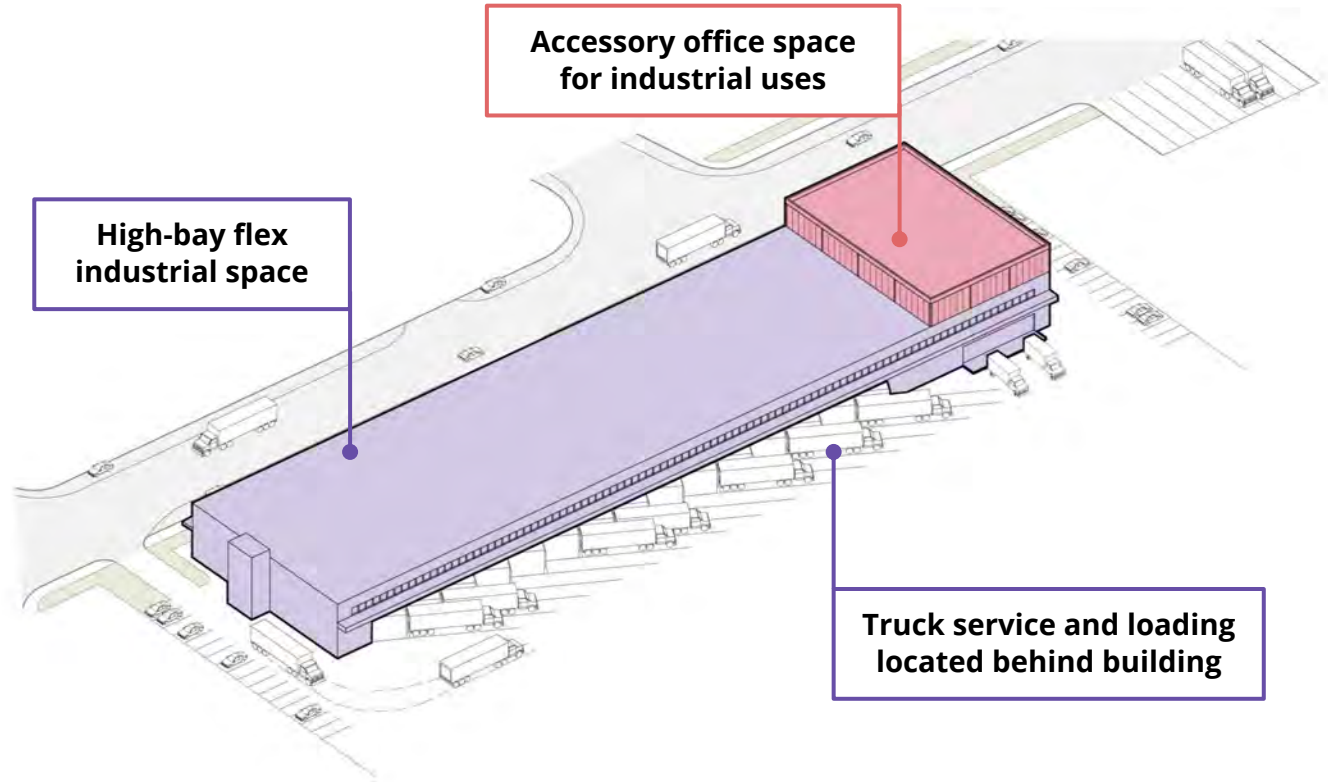 Accessory office space
for industrial uses
High-bay flex
industrial space
Truck service and loading
located behind building